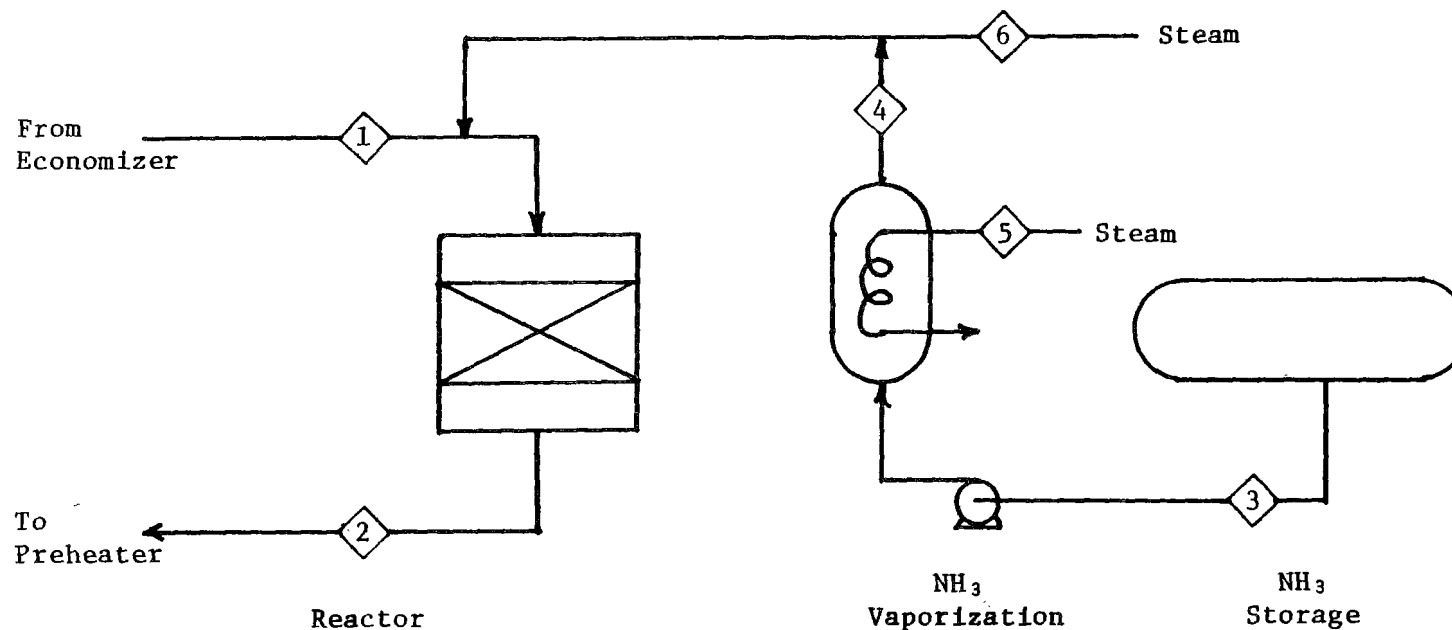 6
Steam
4
From
Economizer
1
5
Steam
3
To
Preheater
2
Reactor
NH₃
Vaporization
NH₃
Storage